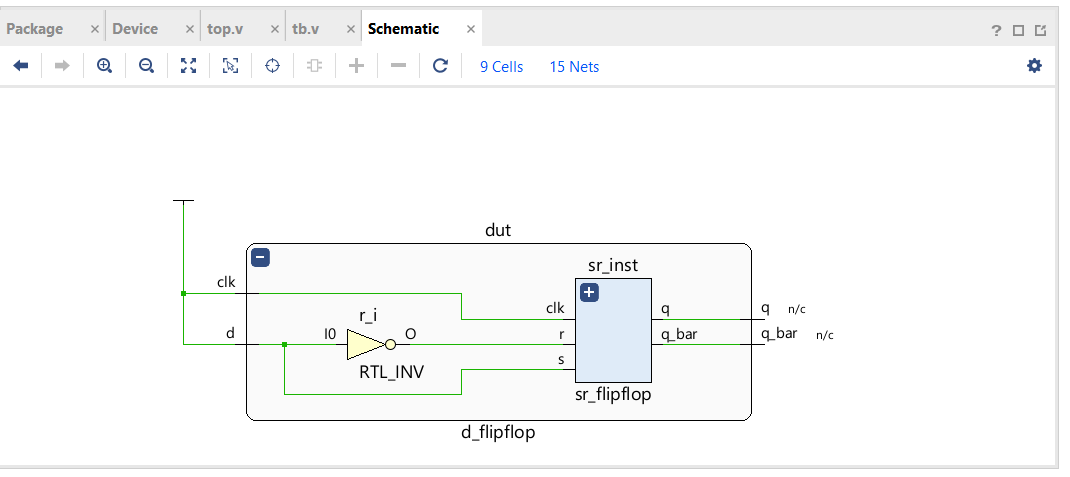 Package × Device × top.v × tb.v × Schematic ×
?
9 Cells 15 Nets
dut
sr_inst
clk
r_i
clk q q n/c
d I0 O r q_bar q_bar n/c
s
RTL_INV
sr_flipflop
d_flipflop